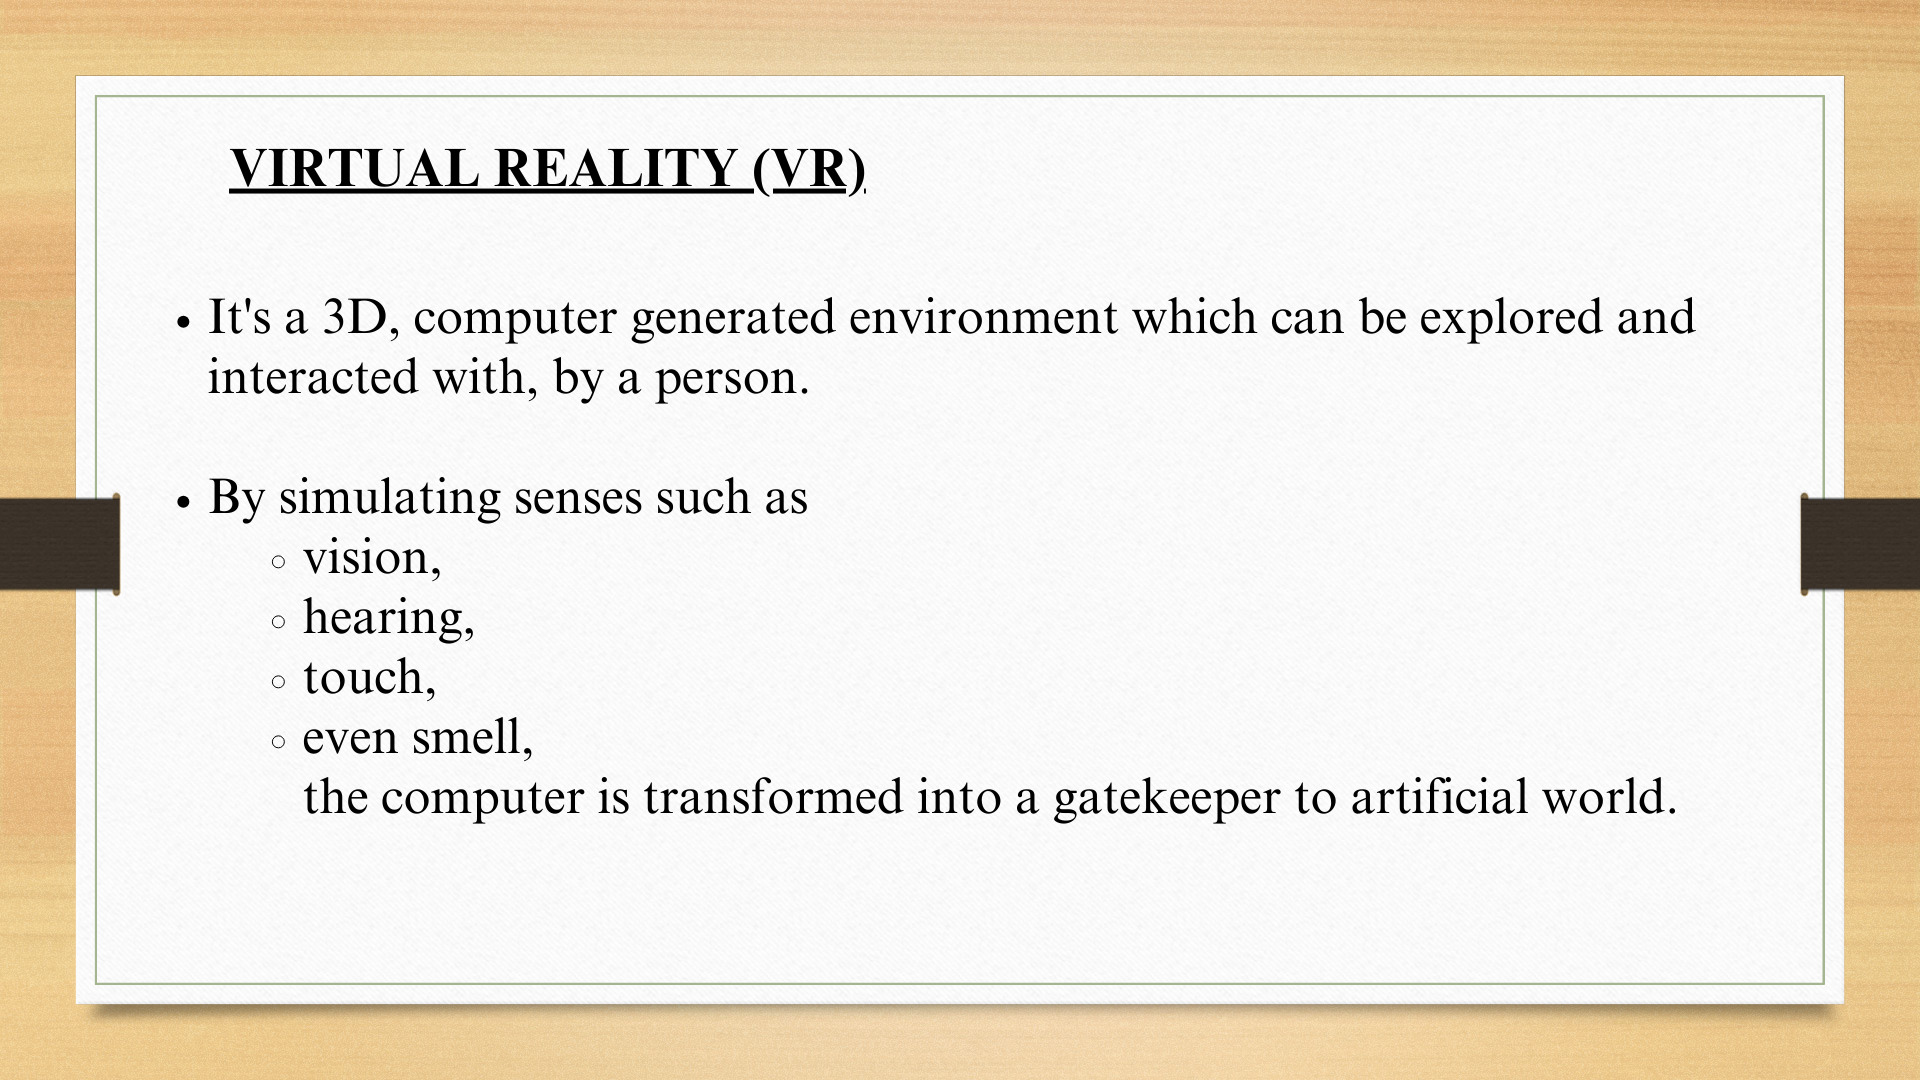 VIRTUAL REALITY (VR)
• It's a 3D, computer generated environment which can be explored and
interacted with, by a person.
• By simulating senses such as
○ vision,
○ hearing,
○ touch,
○ even smell,
the computer is transformed into a gatekeeper to artificial world.